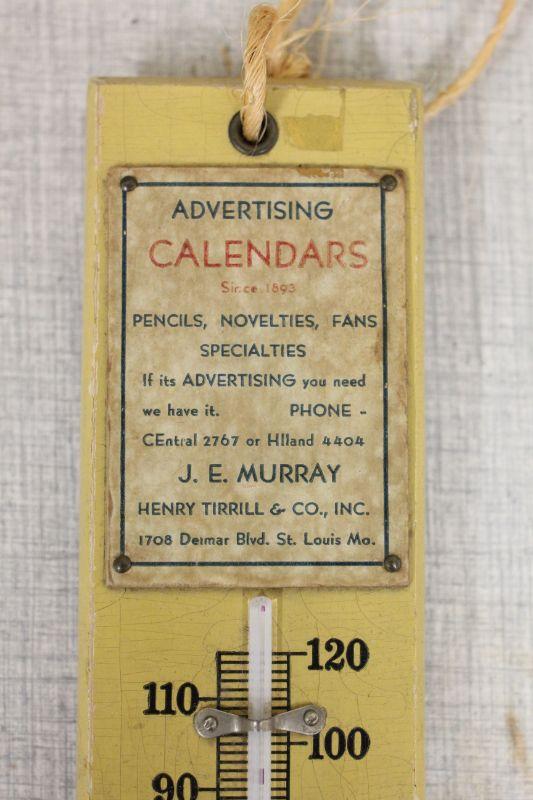 ADVERTISING
CALENDARS
Since 1893
PENCILS, NOVELTIES, FANS
SPECIALTIES
If its ADVERTISING you need
we have it. PHONE -
CEntral 2767 or HIland 4404
J. E. MURRAY
HENRY TIRRILL & CO., INC.
1708 Delmar Blvd. St. Louis Mo.
120
110
100
90